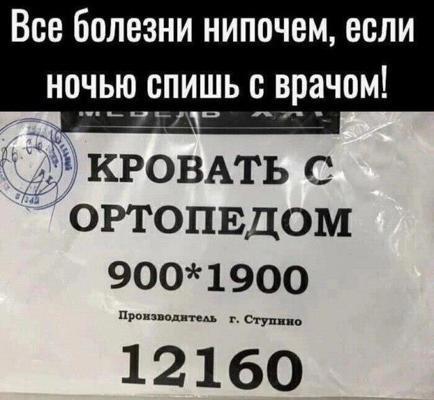 Все болезни нипочем, если
ночью спишь с врачом!
КРОВАТЬ С
ОРТОПЕДОМ
900*1900
Производитель г. Ступино
12160